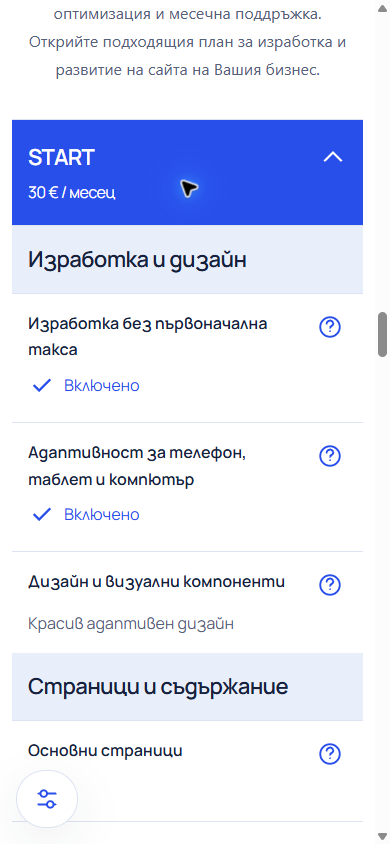 оптимизация и месечна поддръжка.
Открийте подходящия план за изработка и
развитие на сайта на Вашия бизнес.
START
30 € / месец
Изработка и дизайн
Изработка без първоначална
такса
Включено
Адаптивност за телефон,
таблет и компютър
Включено
Дизайн и визуални компоненти
Красив адаптивен дизайн
Страници и съдържание
Основни страници